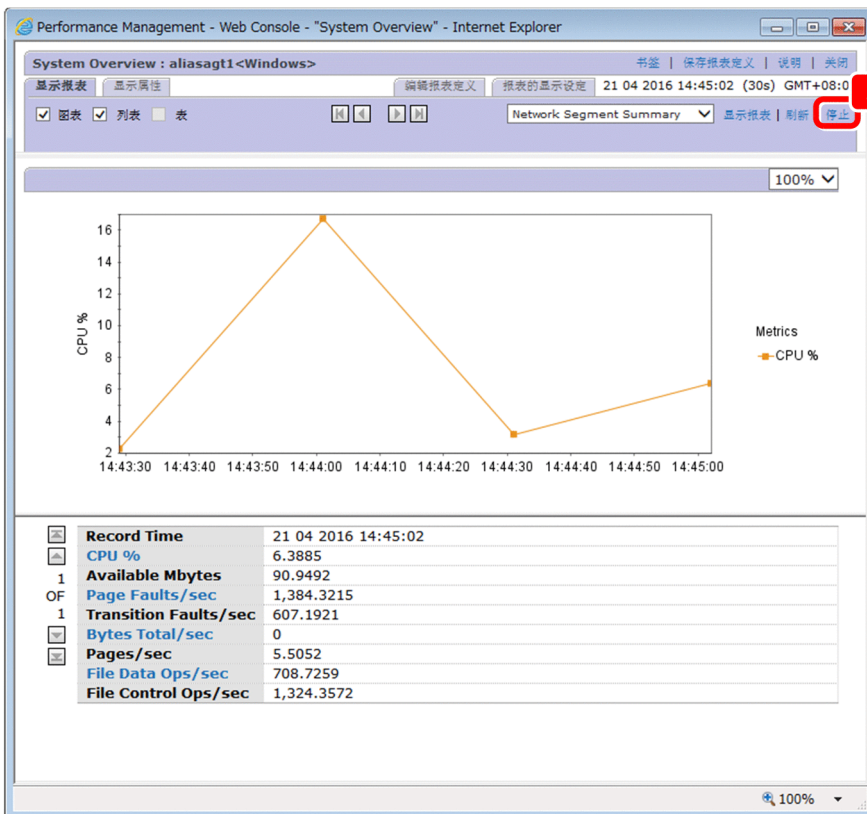 Performance Management - Web Console - "System Overview" - Internet Explorer
System Overview : aliasagt1<Windows> 书签 | 保存报表定义 | 说明 | 关闭
显示报表 显示属性 编辑报表定义 报表的显示设定 21 04 2016 14:45:02 (30s) GMT+08:0
图表 列表 表 Network Segment Summary 显示报表 | 刷新 停止
100%
16
14
12
10
8
6
4
2
CPU %
14:43:30 14:43:40 14:43:50 14:44:00 14:44:10 14:44:20 14:44:30 14:44:40 14:44:50 14:45:00
Metrics
CPU %
1
OF
1
Record Time 21 04 2016 14:45:02
CPU % 6.3885
Available Mbytes 90.9492
Page Faults/sec 1,384.3215
Transition Faults/sec 607.1921
Bytes Total/sec 0
Pages/sec 5.5052
File Data Ops/sec 708.7259
File Control Ops/sec 1,324.3572
100%